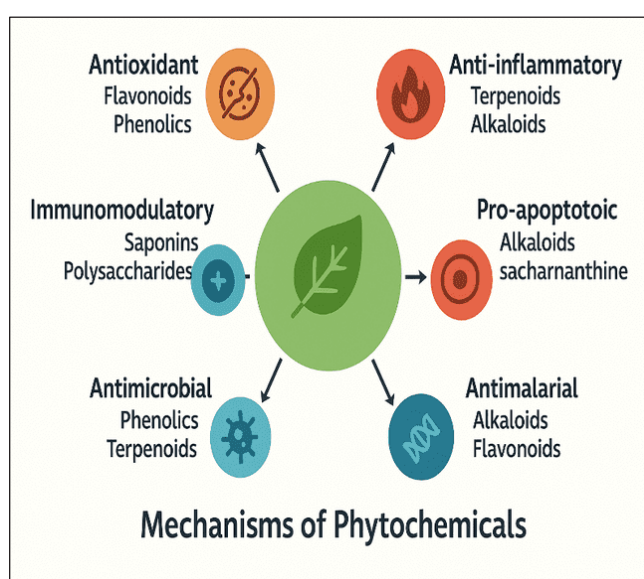 Antioxidant
Flavonoids
Phenolics
Anti-inflammatory
Terpenoids
Alkaloids
Immunomodulatory
Saponins
Polysaccharides
Pro-apoptotoic
Alkaloids
sacharnanthine
Antimicrobial
Phenolics
Terpenoids
Antimalarial
Alkaloids
Flavonoids
Mechanisms of Phytochemicals